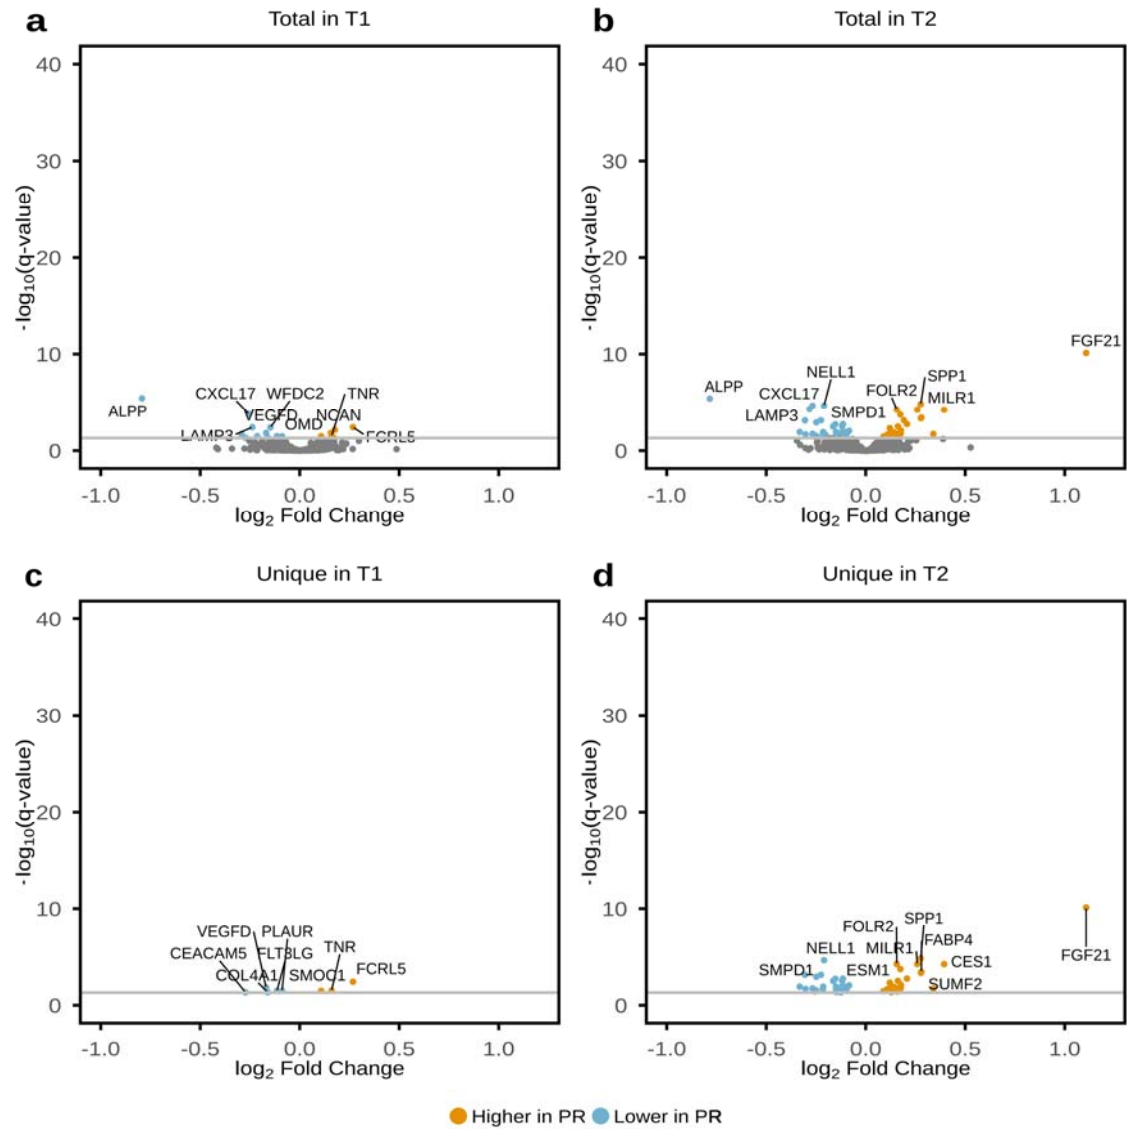 a
Total in T1
b
Total in T2
40
30
20
10
0
-log10(q-value)
CXCL17
WFDC2
TNR
ALPP
VEGFD
NCAN
OMD
LAMP3
FCRL5
-1.0
-0.5
0.0
0.5
1.0
log2 Fold Change
40
30
20
10
0
-log10(q-value)
FGF21
NELL1
SPP1
ALPP
CXCL17
FOLR2
MILR1
LAMP3
SMPD1
-1.0
-0.5
0.0
0.5
1.0
log2 Fold Change
c
Unique in T1
d
Unique in T2
40
30
20
10
0
-log10(q-value)
VEGFD
PLAUR
CEACAM5
FLT3LG
TNR
COL4A1
SMOC1
FCRL5
-1.0
-0.5
0.0
0.5
1.0
log2 Fold Change
40
30
20
10
0
-log10(q-value)
SPP1
FOLR2
NELL1
MILR1
FABP4
FGF21
SMPD1
ESM1
CES1
SUMF2
-1.0
-0.5
0.0
0.5
1.0
log2 Fold Change
Higher in PR
Lower in PR